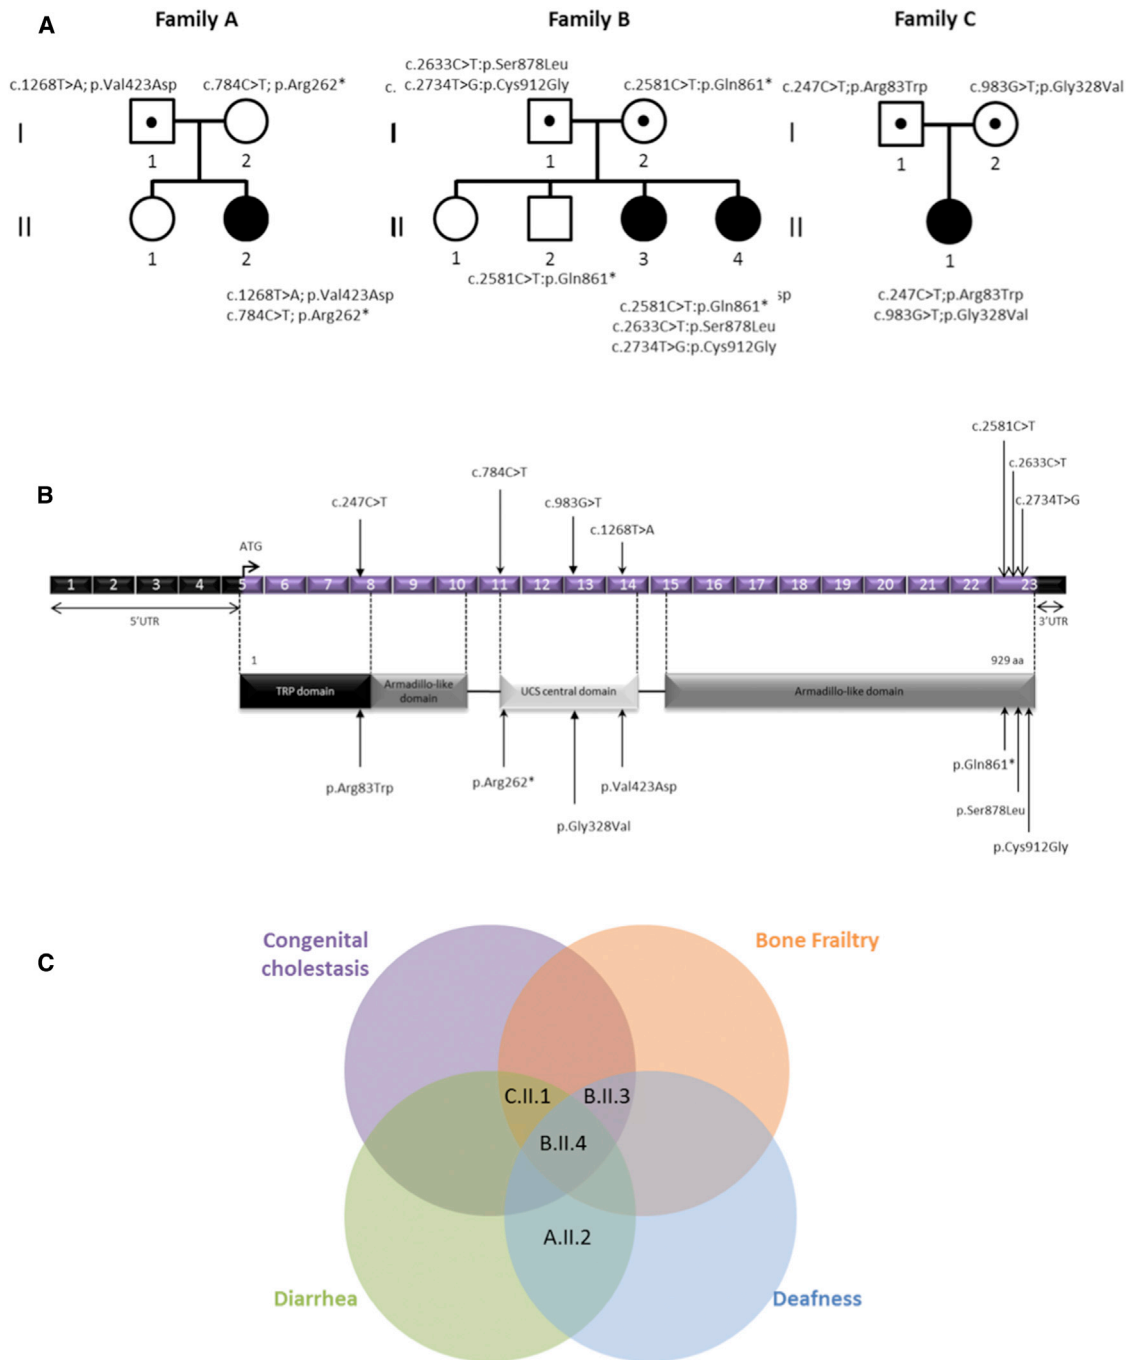 A
Family A
Family B
Family C
c.1268T>A; p.Val423Asp
c.784C>T; p.Arg262*
c.2633C>T:p.Ser878Leu
c. c.2734T>G:p.Cys912Gly
c.2581C>T:p.Gln861*
c.247C>T;p.Arg83Trp
c.983G>T;p.Gly328Val
I
1
2
I
1
2
I
1
2
II
1
2
II
1
2
3
4
II
1
c.1268T>A; p.Val423Asp
c.784C>T; p.Arg262*
c.2581C>T:p.Gln861*
c.2581C>T:p.Gln861* sp
c.2633C>T:p.Ser878Leu
c.2734T>G:p.Cys912Gly
c.247C>T;p.Arg83Trp
c.983G>T;p.Gly328Val
B
c.2581C>T
c.2633C>T
c.2734T>G
c.784C>T
c.247C>T
c.983G>T
c.1268T>A
ATG
1 2 3 4 5 6 7 8 9 10 11 12 13 14 15 16 17 18 19 20 21 22 23
5'UTR
3'UTR
1
929 aa
TRP domain
Armadillo-like
domain
UCS central domain
Armadillo-like domain
p.Arg83Trp
p.Arg262*
p.Gly328Val
p.Val423Asp
p.Gln861*
p.Ser878Leu
p.Cys912Gly
C
Congenital
cholestasis
Bone Frailtry
C.II.1
B.II.3
B.II.4
A.II.2
Diarrhea
Deafness